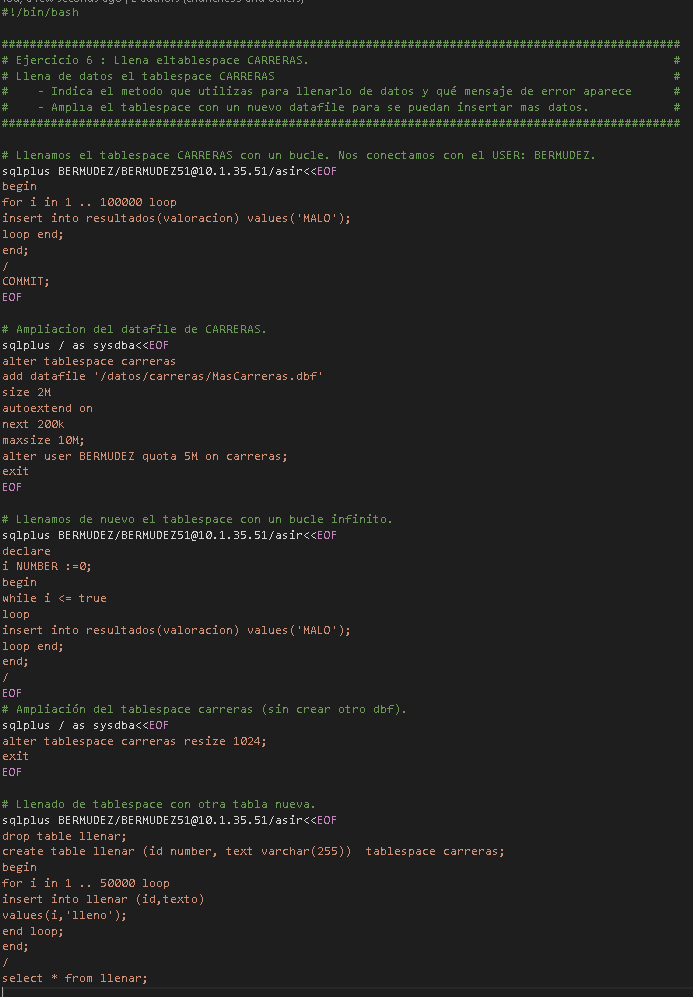 You, a few seconds ago | 2 authors (chancheness and others)
#!/bin/bash
#################################################################################################
# Ejercicio 6 : Llena eltablespace CARRERAS. #
# Llena de datos el tablespace CARRERAS #
# - Indica el metodo que utilizas para llenarlo de datos y qué mensaje de error aparece #
# - Amplia el tablespace con un nuevo datafile para se puedan insertar mas datos. #
#################################################################################################
# Llenamos el tablespace CARRERAS con un bucle. Nos conectamos con el USER: BERMUDEZ.
sqlplus BERMUDEZ/BERMUDEZ51@10.1.35.51/asir<<EOF
begin
for i in 1 .. 100000 loop
insert into resultados(valoracion) values('MALO');
loop end;
end;
/
COMMIT;
EOF
# Ampliacion del datafile de CARRERAS.
sqlplus / as sysdba<<EOF
alter tablespace carreras
add datafile '/datos/carreras/MasCarreras.dbf'
size 2M
autoextend on
next 200k
maxsize 10M;
alter user BERMUDEZ quota 5M on carreras;
exit
EOF
# Llenamos de nuevo el tablespace con un bucle infinito.
sqlplus BERMUDEZ/BERMUDEZ51@10.1.35.51/asir<<EOF
declare
i NUMBER :=0;
begin
while i <= true
loop
insert into resultados(valoracion) values('MALO');
loop end;
end;
/
EOF
# Ampliación del tablespace carreras (sin crear otro dbf).
sqlplus / as sysdba<<EOF
alter tablespace carreras resize 1024;
exit
EOF
# Llenado de tablespace con otra tabla nueva.
sqlplus BERMUDEZ/BERMUDEZ51@10.1.35.51/asir<<EOF
drop table llenar;
create table llenar (id number, text varchar(255))  tablespace carreras;
begin
for i in 1 .. 50000 loop
insert into llenar (id,texto)
values(i,'lleno');
end loop;
end;
/
select * from llenar;